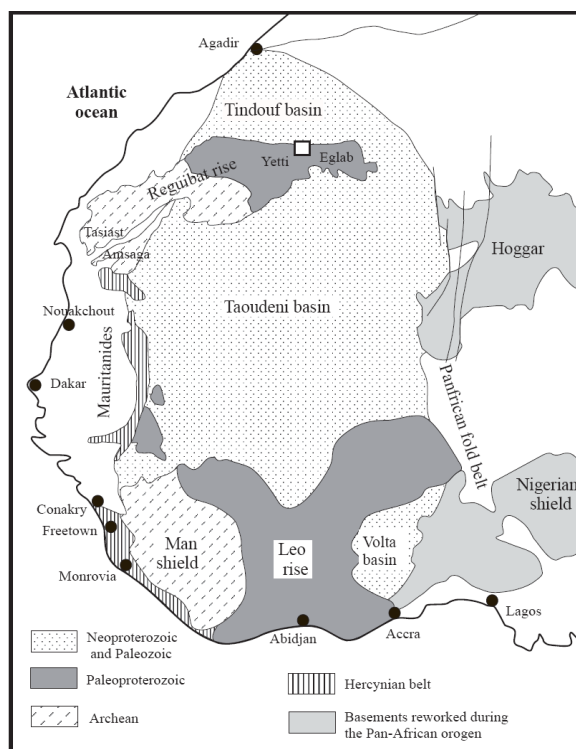 Agadir
Atlantic
ocean
Tindouf basin
Yetti
Eglab
Reguibat rise
Tasiast
Amsaga
Hoggar
Taoudeni basin
Nouakchout
Mauritanides
Dakar
Panfrican fold belt
Nigerian
shield
Conakry
Freetown
Monrovia
Man
shield
Leo
rise
Volta
basin
Abidjan
Accra
Lagos
Neoproterozoic
and Paleozoic
Paleoproterozoic
Archean
Hercynian belt
Basements reworked during
the Pan-African orogen